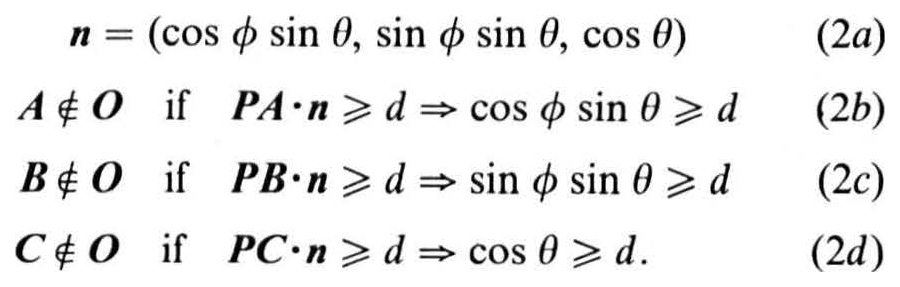 n = (cos ϕ sin θ, sin ϕ sin θ, cos θ) (2a)
A ∉ O if PA·n ⩾ d ⇒ cos ϕ sin θ ⩾ d (2b)
B ∉ O if PB·n ⩾ d ⇒ sin ϕ sin θ ⩾ d (2c)
C ∉ O if PC·n ⩾ d ⇒ cos θ ⩾ d. (2d)